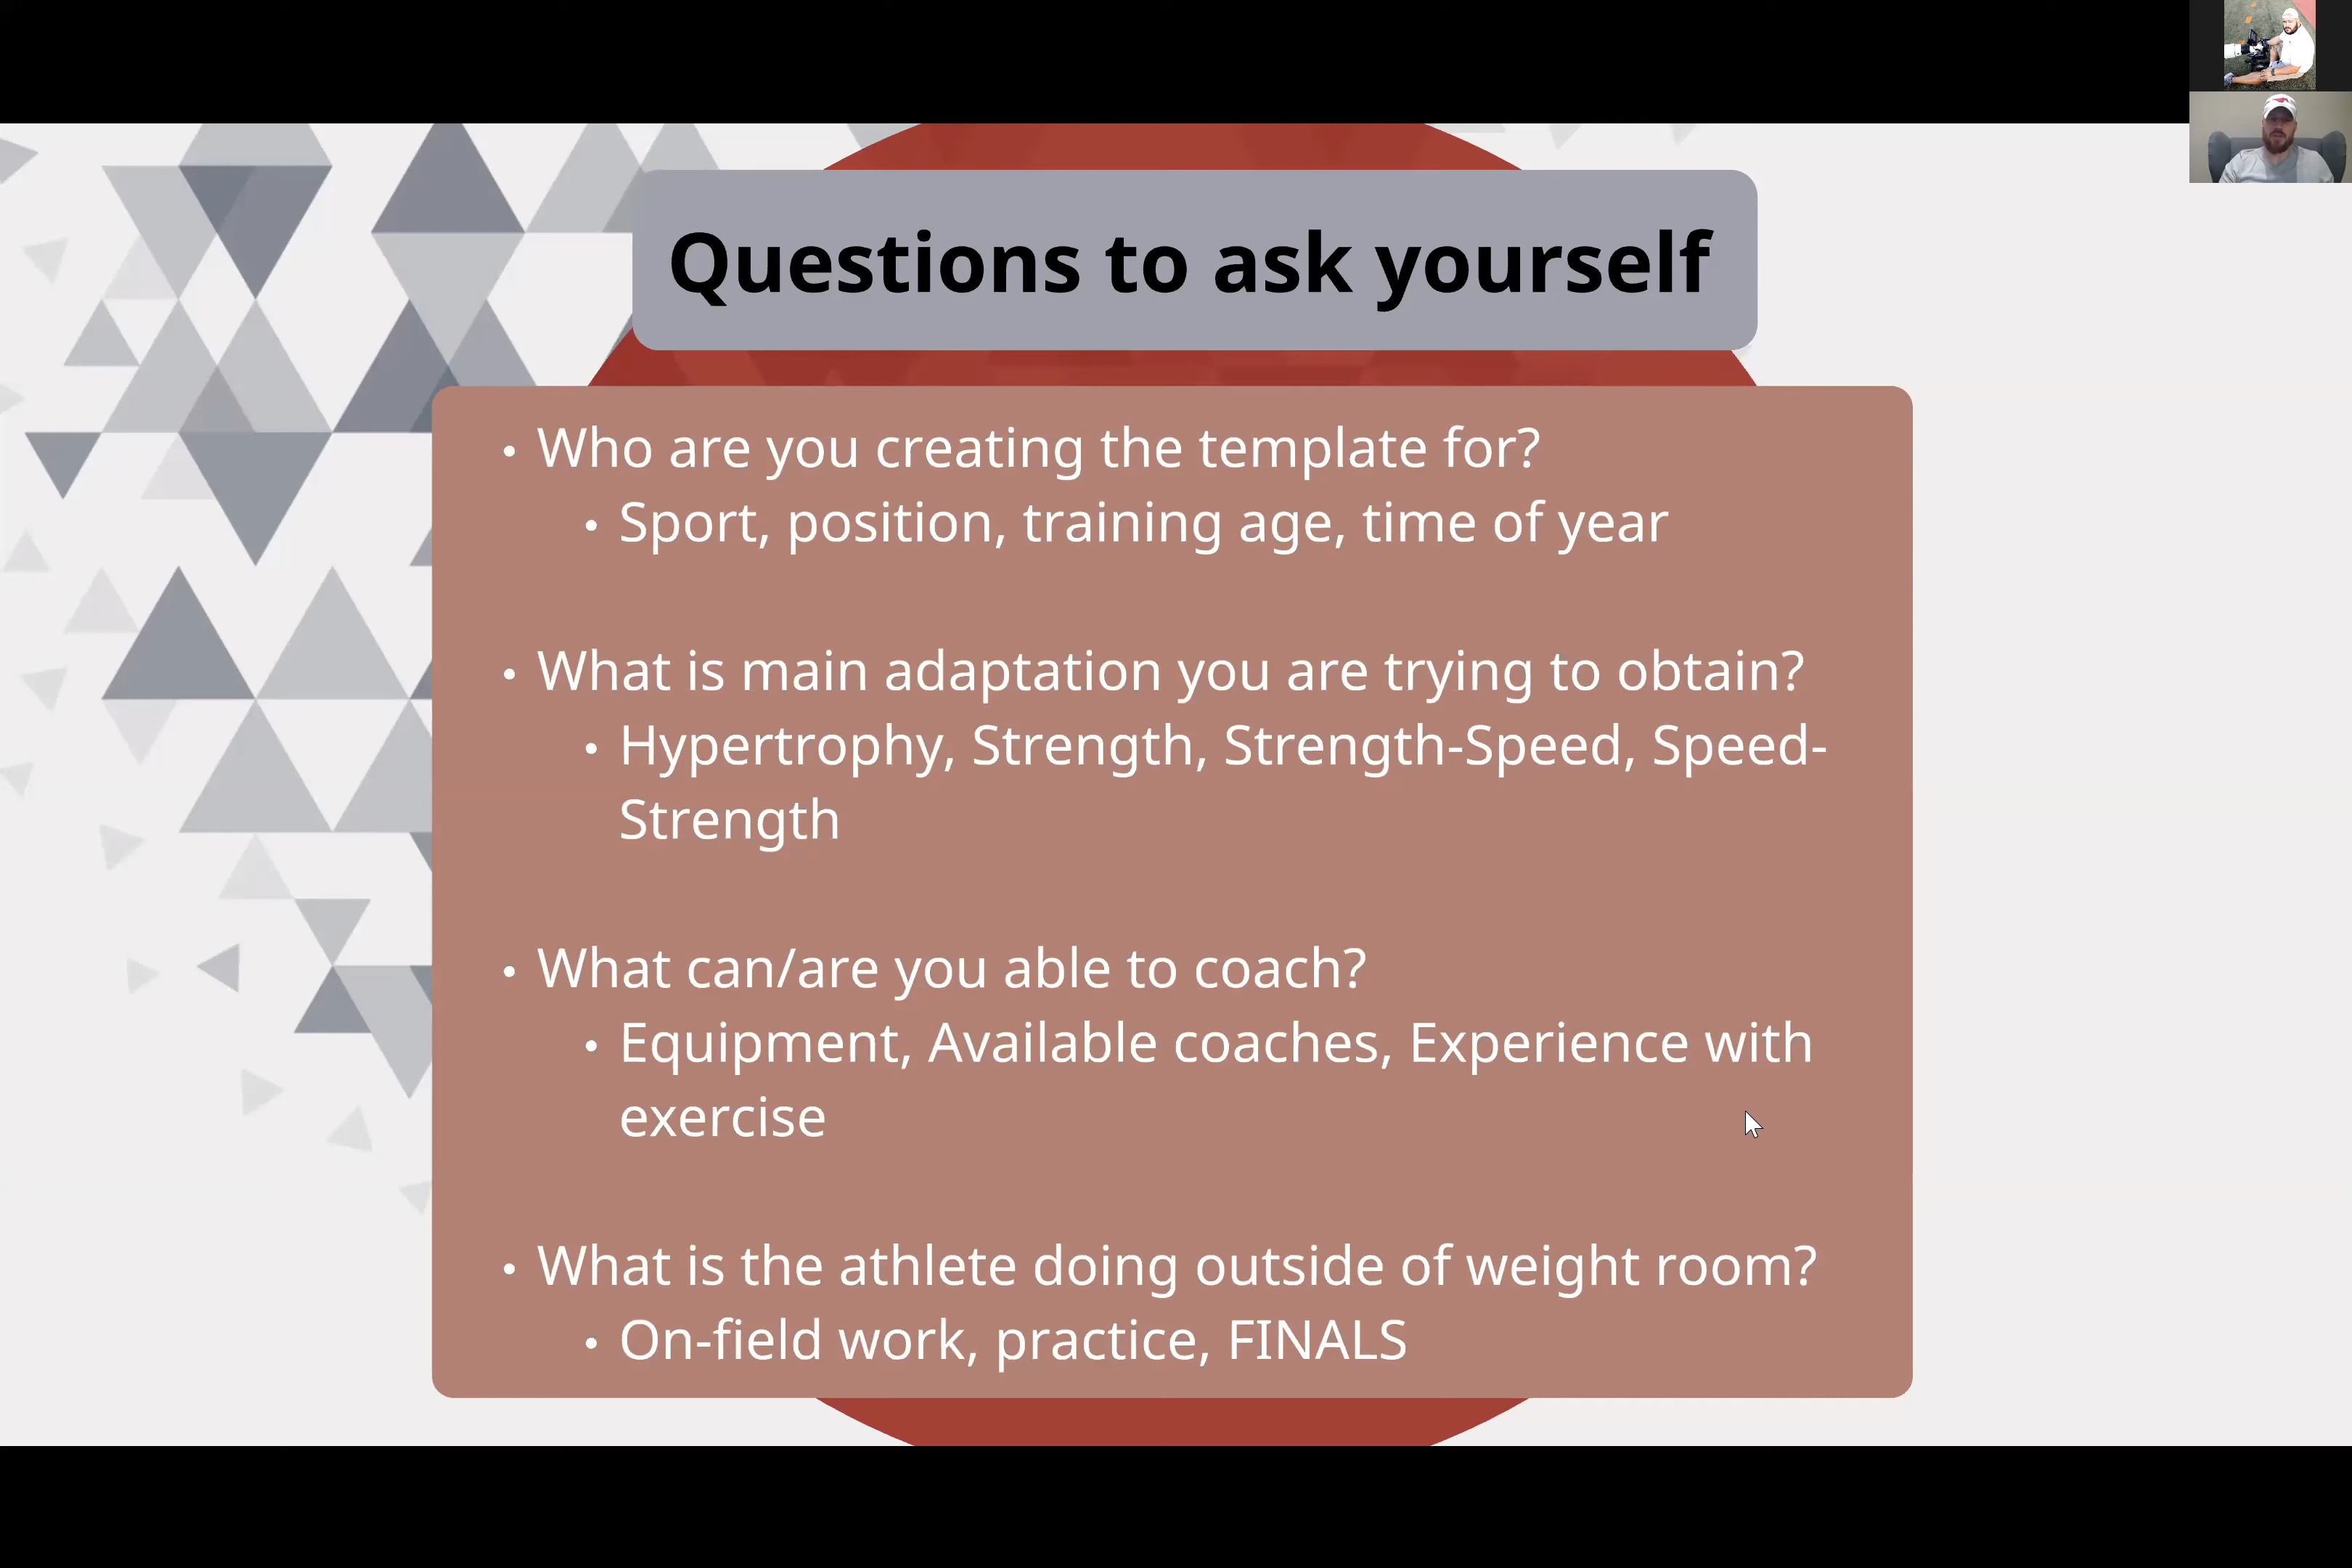 Questions to ask yourself
• Who are you creating the template for?
• Sport, position, training age, time of year
• What is main adaptation you are trying to obtain?
• Hypertrophy, Strength, Strength-Speed, Speed-
Strength
• What can/are you able to coach?
• Equipment, Available coaches, Experience with
exercise
• What is the athlete doing outside of weight room?
• On-field work, practice, FINALS